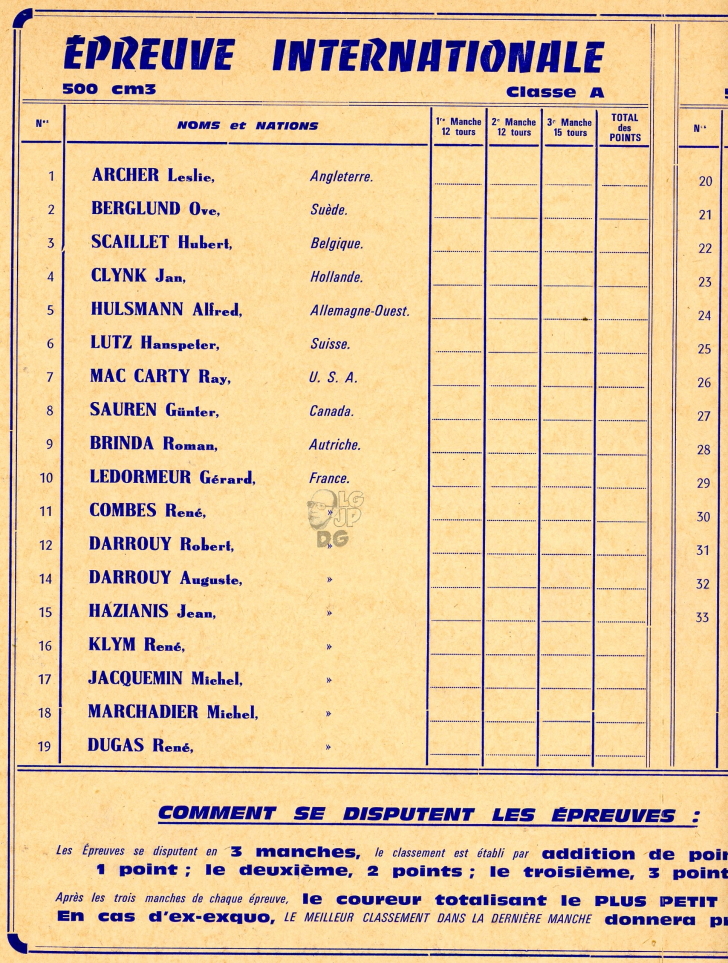 ÉPREUVE INTERNATIONALE
500 cm3 Classe A
Nos NOMS et NATIONS 1re Manche 12 tours 2e Manche 12 tours 3e Manche 15 tours TOTAL des POINTS Nos
1 ARCHER Leslie, Angleterre.
2 BERGLUND Ove, Suède.
3 SCAILLET Hubert, Belgique.
4 CLYNK Jan, Hollande.
5 HULSMANN Alfred, Allemagne-Ouest.
6 LUTZ Hanspeter, Suisse.
7 MAC CARTY Ray, U. S. A.
8 SAUREN Günter, Canada.
9 BRINDA Roman, Autriche.
10 LEDORMEUR Gérard, France.
11 COMBES René, »
12 DARROUY Robert, »
14 DARROUY Auguste, »
15 HAZIANIS Jean, »
16 KLYM René, »
17 JACQUEMIN Michel, »
18 MARCHADIER Michel, »
19 DUGAS René, »
20
21
22
23
24
25
26
27
28
29
30
31
32
33
LG
JP
DG
COMMENT SE DISPUTENT LES ÉPREUVES :
Les Épreuves se disputent en 3 manches, le classement est établi par addition de poin
1 point ; le deuxième, 2 points ; le troisième, 3 point
Après les trois manches de chaque épreuve, le coureur totalisant le PLUS PETIT
En cas d'ex-exquo, LE MEILLEUR CLASSEMENT DANS LA DERNIÈRE MANCHE donnera p